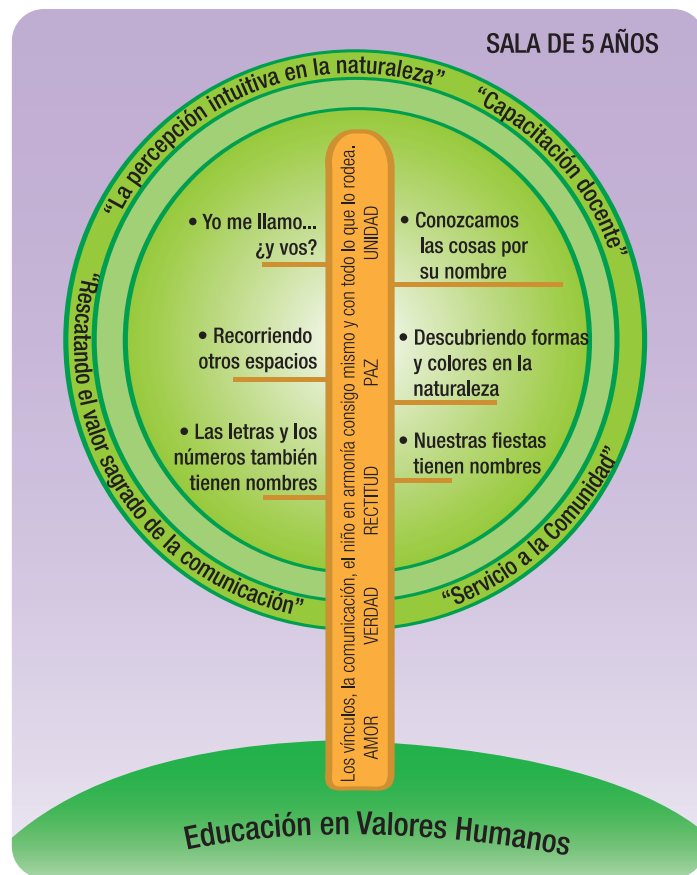 SALA DE 5 AÑOS
“La percepción intuitiva en la naturaleza”
“Capacitación docente”
“Rescatando el valor sagrado de la comunicación”
“Servicio a la Comunidad”
• Yo me llamo...
¿y vos?
• Recorriendo
otros espacios
• Las letras y los
números también
tienen nombres
Los vínculos, la comunicación, el niño en armonía consigo mismo y con todo lo que lo rodea.
AMOR VERDAD RECTITUD PAZ UNIDAD
• Conozcamos
las cosas por
su nombre
• Descubriendo formas
y colores en la
naturaleza
• Nuestras fiestas
tienen nombres
Educación en Valores Humanos